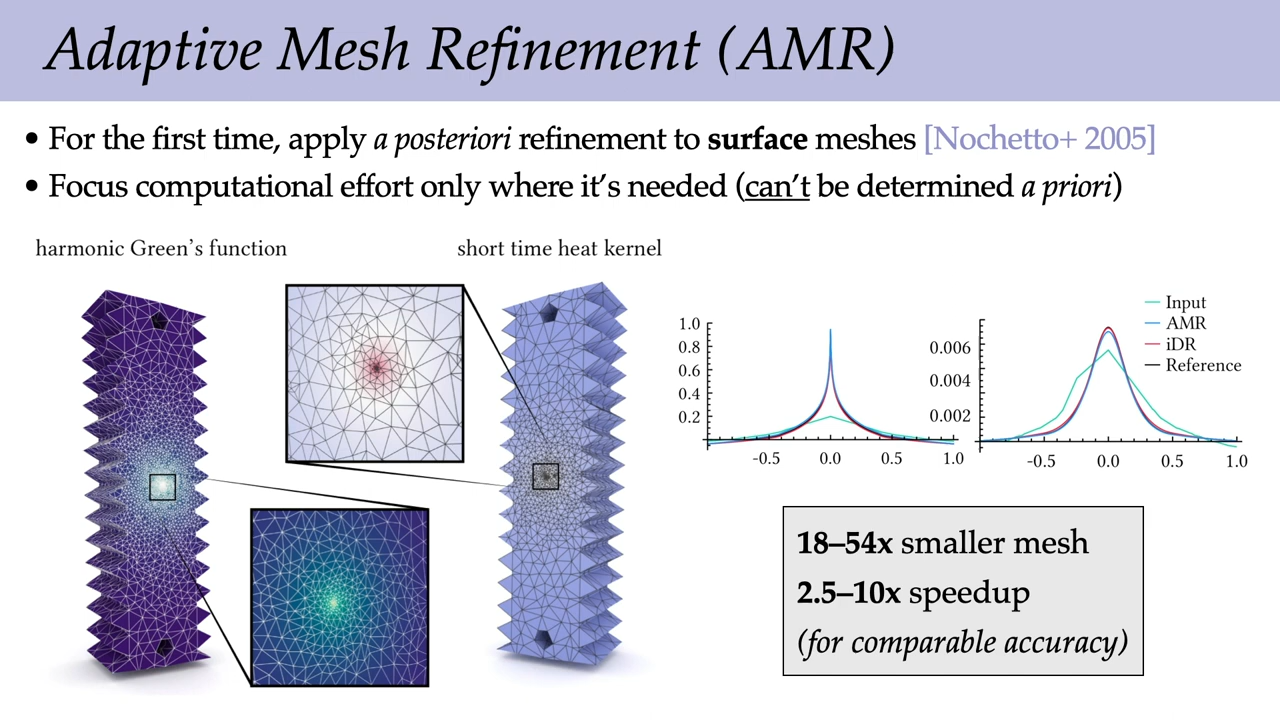 Adaptive Mesh Refinement (AMR)
• For the first time, apply a posteriori refinement to surface meshes [Nochetto+ 2005]
• Focus computational effort only where it's needed (can't be determined a priori)
harmonic Green's function
short time heat kernel
1.0
0.8
0.6
0.4
0.2
-0.5
0.0
0.5
1.0
0.006
0.004
0.002
-0.5
0.0
0.5
1.0
Input
AMR
iDR
Reference
18–54x smaller mesh
2.5–10x speedup
(for comparable accuracy)